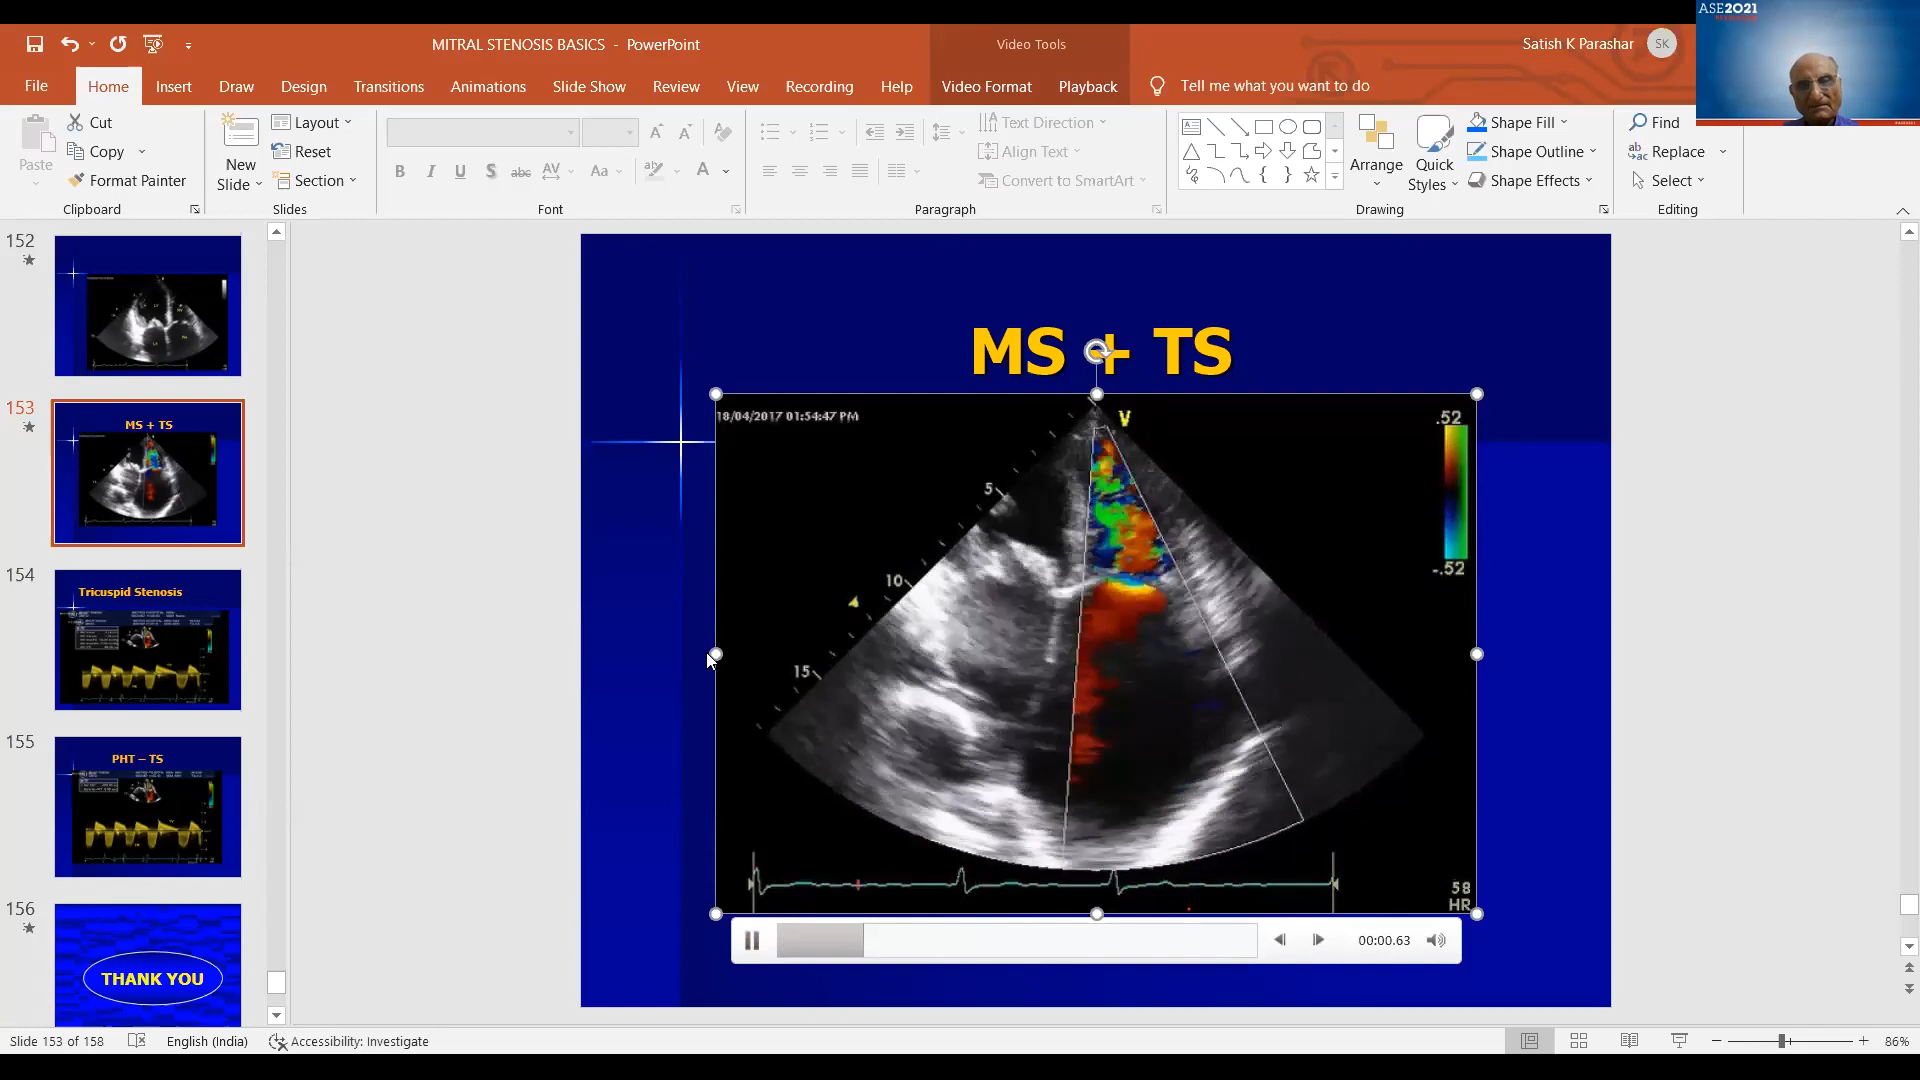 ASE2021
MITRAL STENOSIS BASICS - PowerPoint
Video Tools
Satish K Parashar
SK
File
Home
Insert
Draw
Design
Transitions
Animations
Slide Show
Review
View
Recording
Help
Video Format
Playback
Tell me what you want to do
Paste
Cut
Copy
Format Painter
Clipboard
New
Slide
Layout
Reset
Section
Slides
B I U S abc AV Aa A
Font
Text Direction
Align Text
Convert to SmartArt
Paragraph
Arrange
Quick
Styles
Shape Fill
Shape Outline
Shape Effects
Drawing
Find
Replace
Select
Editing
152
153
MS + TS
154
Tricuspid Stenosis
155
PHT – TS
156
THANK YOU
MS + TS
18/04/2017 01:54:47 PM
V
.52
-.52
5
10
15
58
HR
00:00.63
Slide 153 of 158
English (India)
Accessibility: Investigate
86%